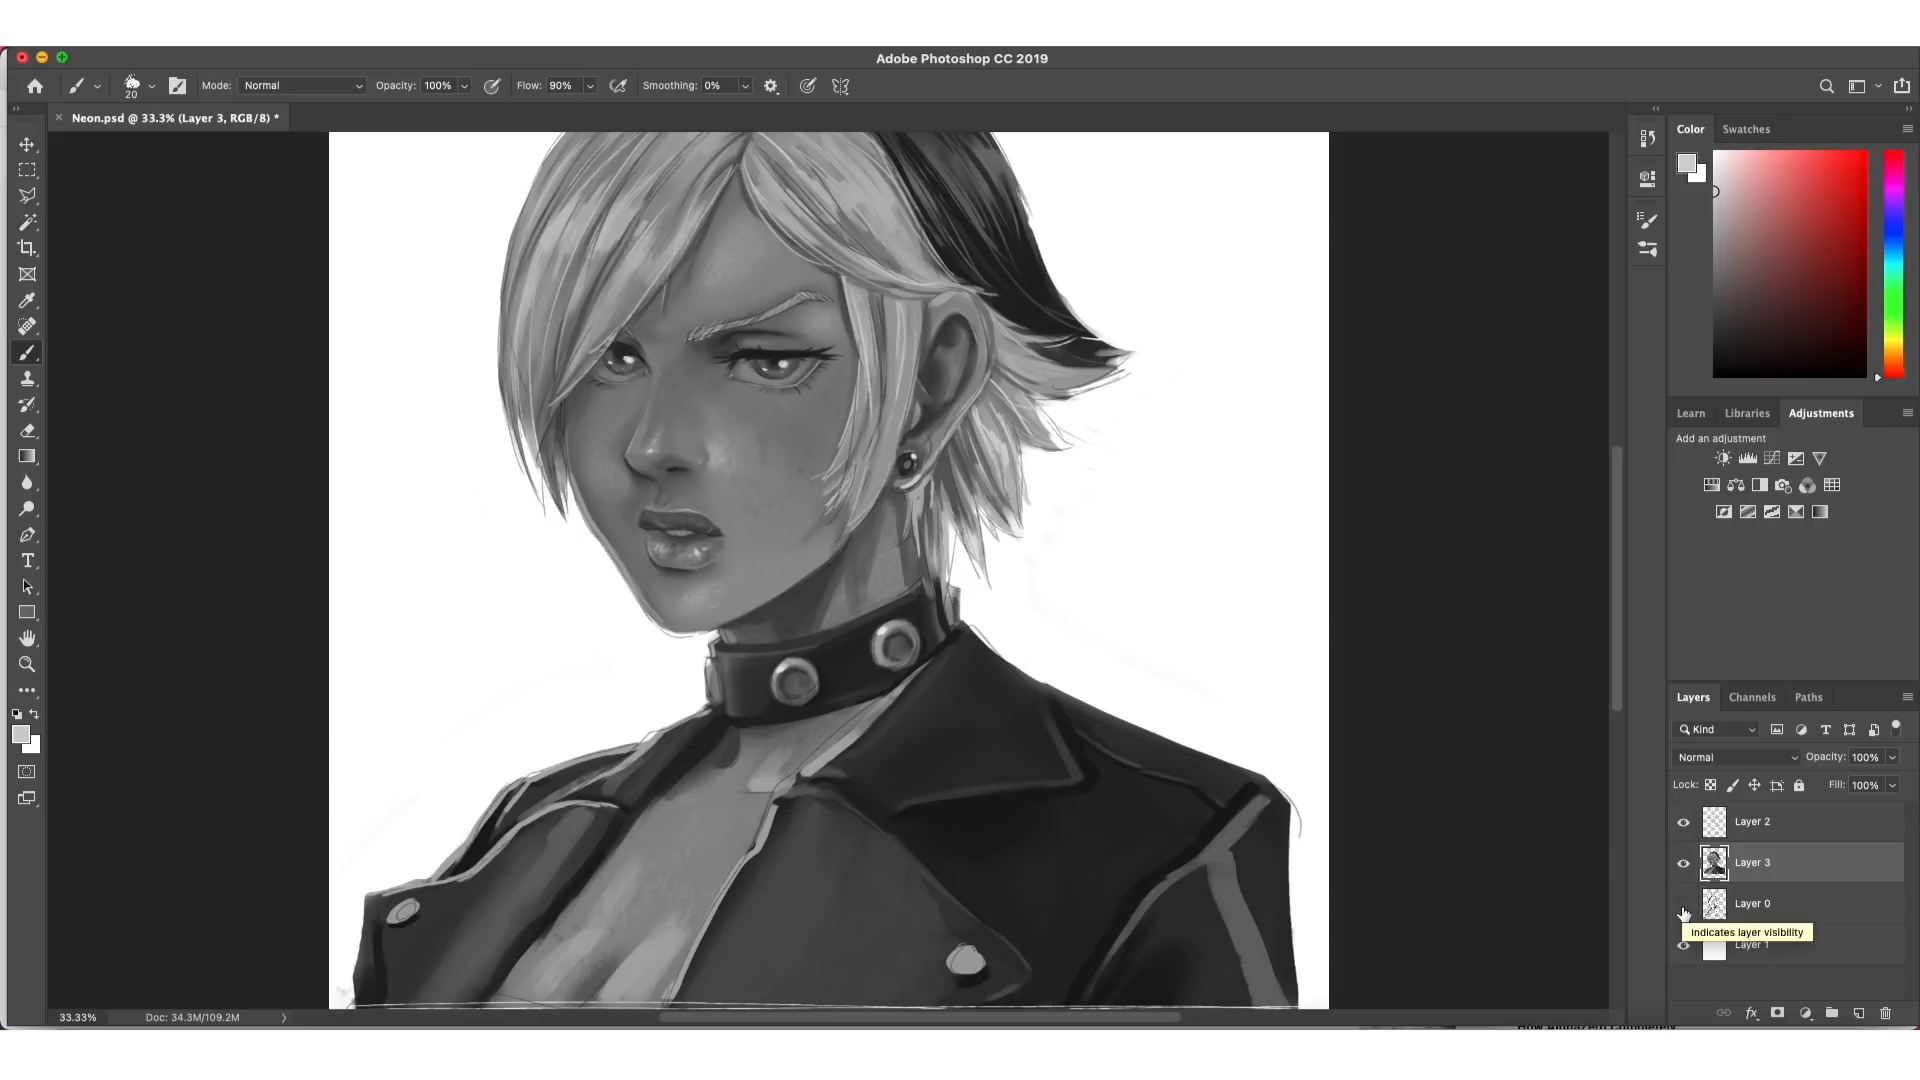 Adobe Photoshop CC 2019
20
Mode: Normal Opacity: 100% Flow: 90% Smoothing: 0%
Neon.psd @ 33.3% (Layer 3, RGB/8) *
Color Swatches
Learn Libraries Adjustments
Add an adjustment
Layers Channels Paths
Kind
Normal Opacity: 100%
Lock: Fill: 100%
Layer 2
Layer 3
Layer 0
Indicates layer visibility
Layer 1
33.33% Doc: 34.3M/109.2M